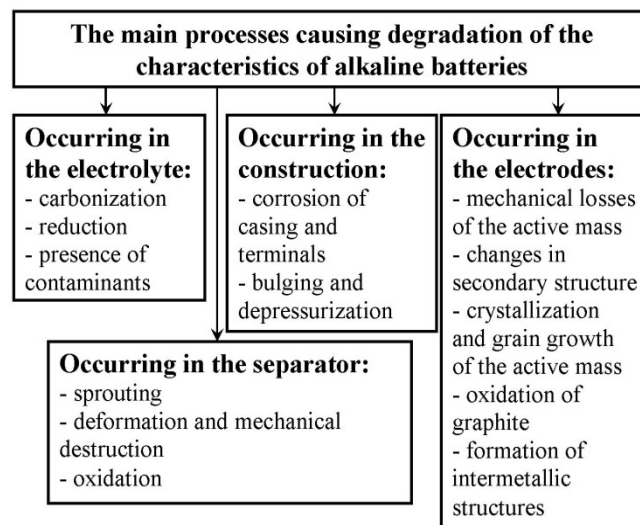 The main processes causing degradation of the
characteristics of alkaline batteries
Occurring in
the electrolyte:
- carbonization
- reduction
- presence of
contaminants
Occurring in the
construction:
- corrosion of
casing and
terminals
- bulging and
depressurization
Occurring in
the electrodes:
- mechanical losses
of the active mass
- changes in
secondary structure
- crystallization
and grain growth
of the active mass
- oxidation of
graphite
- formation of
intermetallic
structures
Occurring in the separator:
- sprouting
- deformation and mechanical
destruction
- oxidation